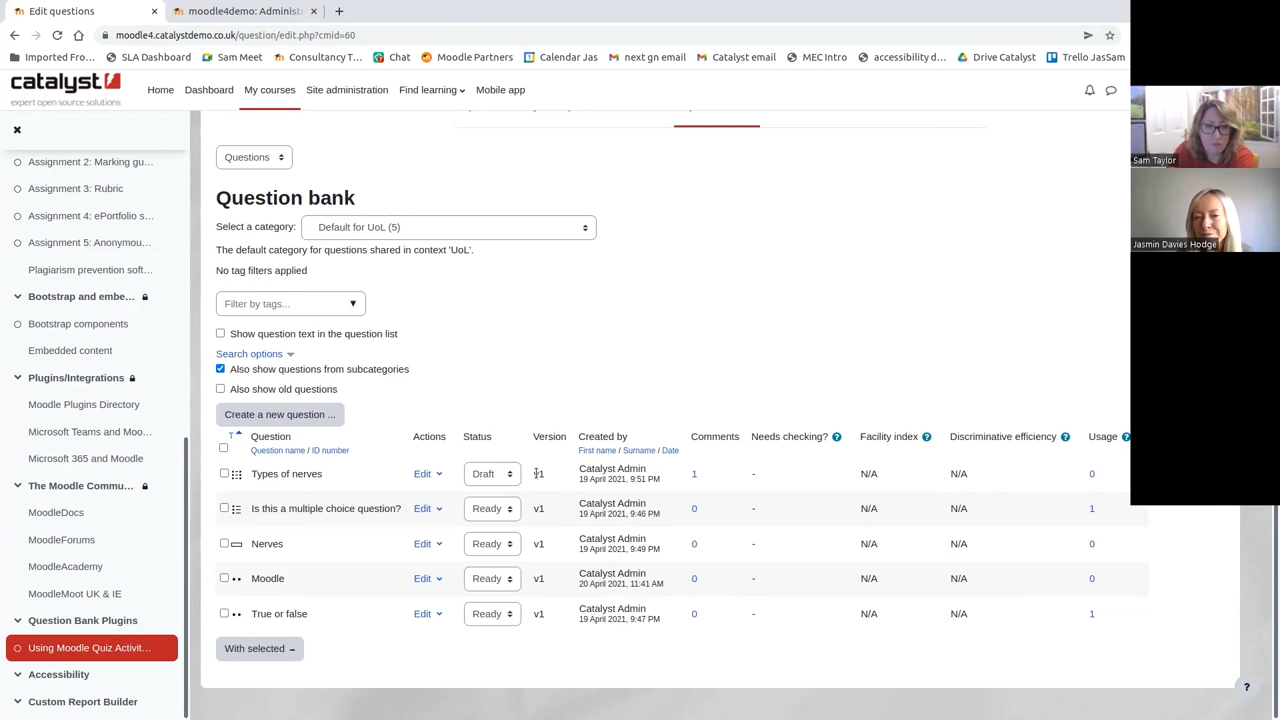 Edit questions
moodle4demo: Administ
moodle4.catalystdemo.co.uk/question/edit.php?cmid=60
Imported Fro... SLA Dashboard Sam Meet Consultancy T... Chat Moodle Partners Calendar Jas next gn email Catalyst email MEC Intro accessibility d... Drive Catalyst Trello JasSam
catalyst
expert open source solutions
Home Dashboard My courses Site administration Find learning Mobile app
Assignment 2: Marking gu...
Assignment 3: Rubric
Assignment 4: ePortfolio s...
Assignment 5: Anonymou...
Plagiarism prevention soft...
Bootstrap and embe...
Bootstrap components
Embedded content
Plugins/Integrations
Moodle Plugins Directory
Microsoft Teams and Moo...
Microsoft 365 and Moodle
The Moodle Commu...
MoodleDocs
MoodleForums
MoodleAcademy
MoodleMoot UK & IE
Question Bank Plugins
Using Moodle Quiz Activit...
Accessibility
Custom Report Builder
Questions
Question bank
Select a category: Default for UoL (5)
The default category for questions shared in context 'UoL'.
No tag filters applied
Filter by tags... ▼
Show question text in the question list
Search options
Also show questions from subcategories
Also show old questions
Create a new question ...
T Question Actions Status Version Created by Comments Needs checking? Facility index Discriminative efficiency Usage
Question name / ID number First name / Surname / Date
Types of nerves Edit Draft v1 Catalyst Admin 1 - N/A N/A 0
19 April 2021, 9:51 PM
Is this a multiple choice question? Edit Ready v1 Catalyst Admin 0 - N/A N/A 1
19 April 2021, 9:46 PM
Nerves Edit Ready v1 Catalyst Admin 0 - N/A N/A 0
19 April 2021, 9:49 PM
Moodle Edit Ready v1 Catalyst Admin 0 - N/A N/A 0
20 April 2021, 11:41 AM
True or false Edit Ready v1 Catalyst Admin 0 - N/A N/A 1
19 April 2021, 9:47 PM
With selected
?
Sam Taylor
Jasmin Davies Hodge